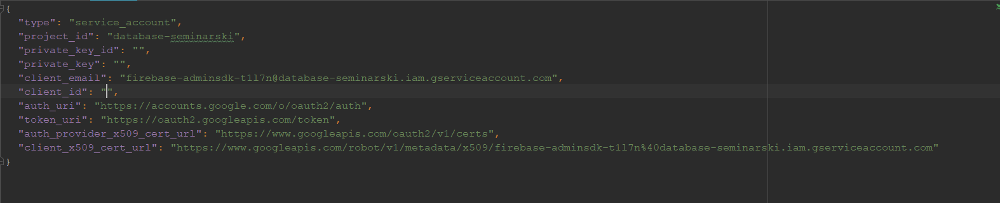 {
"type": "service_account",
"project_id": "database-seminarski",
"private_key_id": "",
"private_key": "",
"client_email": "firebase-adminsdk-t1l7n@database-seminarski.iam.gserviceaccount.com",
"client_id": "",
"auth_uri": "https://accounts.google.com/o/oauth2/auth",
"token_uri": "https://oauth2.googleapis.com/token",
"auth_provider_x509_cert_url": "https://www.googleapis.com/oauth2/v1/certs",
"client_x509_cert_url": "https://www.googleapis.com/robot/v1/metadata/x509/firebase-adminsdk-t1l7n%40database-seminarski.iam.gserviceaccount.com"
}